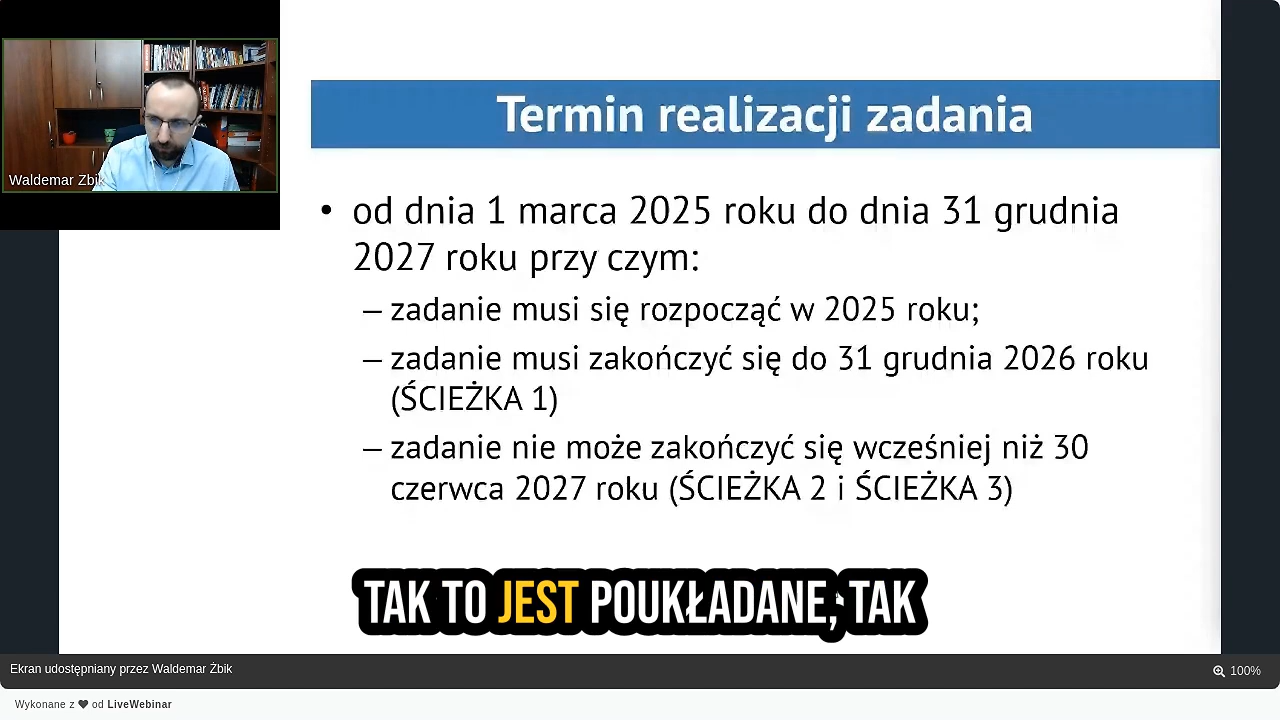 Waldemar Żbik
Termin realizacji zadania
• od dnia 1 marca 2025 roku do dnia 31 grudnia
2027 roku przy czym:
– zadanie musi się rozpocząć w 2025 roku;
– zadanie musi zakończyć się do 31 grudnia 2026 roku
(ŚCIEŻKA 1)
– zadanie nie może zakończyć się wcześniej niż 30
czerwca 2027 roku (ŚCIEŻKA 2 i ŚCIEŻKA 3)
TAK TO JEST POUKŁADANE, TAK
Ekran udostępniany przez Waldemar Żbik
100%
Wykonane z ❤ od LiveWebinar